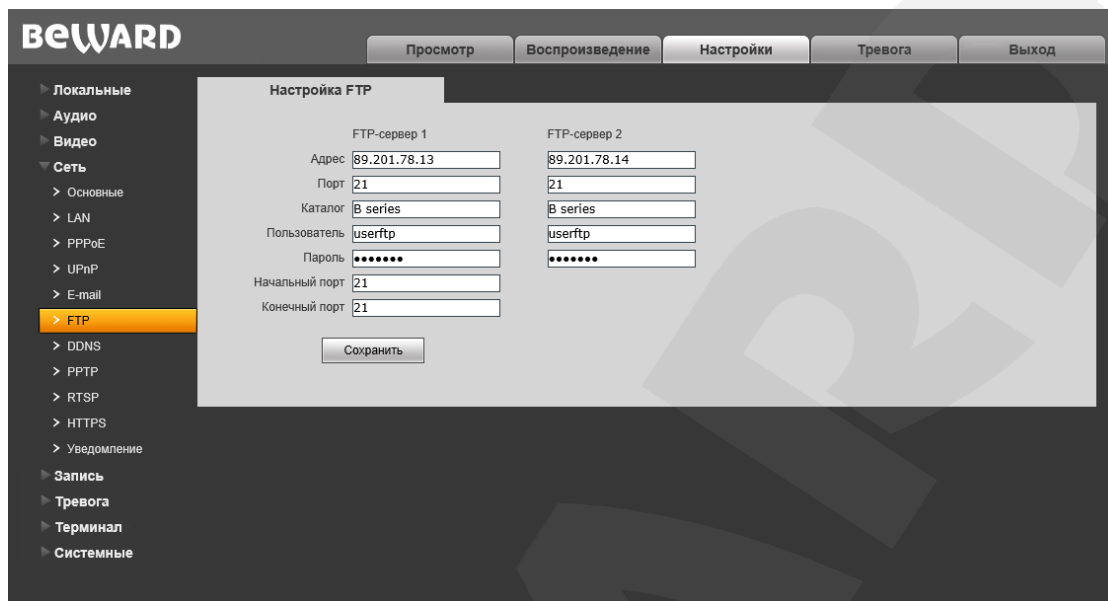 BEWARD
Просмотр Воспроизведение Настройки Тревога Выход
Локальные
Аудио
Видео
Сеть
> Основные
> LAN
> PPPoE
> UPnP
> E-mail
> FTP
> DDNS
> PPTP
> RTSP
> HTTPS
> Уведомление
Запись
Тревога
Терминал
Системные
Настройка FTP
FTP-сервер 1 FTP-сервер 2
Адрес 89.201.78.13 89.201.78.14
Порт 21 21
Каталог B series B series
Пользователь userftp userftp
Пароль ••••••• •••••••
Начальный порт 21
Конечный порт 21
Сохранить